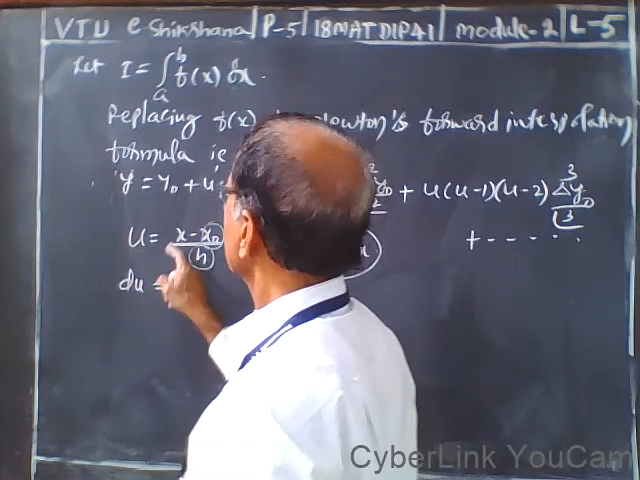 VTU e Shikshana | P-5 | 18MATDIP41 | module-2 | L-5
Let I = ∫ₐᵇ f(x) dx.
Replacing f(x) Newton's forward interpolation
formula ie
y = y₀ + u + u(u-1)(u-2) Δ³y₀/⌊3
u = (x - x₀)/h + - - - - -
du =
CyberLink YouCam